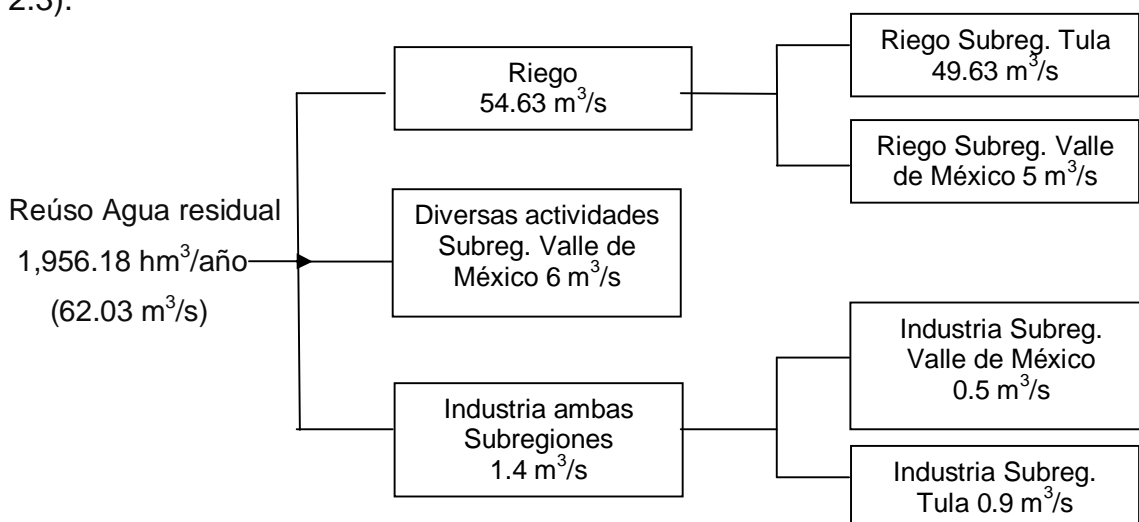 2.3).
Riego
54.63 m³/s
Riego Subreg. Tula
49.63 m³/s
Riego Subreg. Valle
de México 5 m³/s
Reúso Agua residual
1,956.18 hm³/año
(62.03 m³/s)
Diversas actividades
Subreg. Valle de
México 6 m³/s
Industria ambas
Subregiones
1.4 m³/s
Industria Subreg.
Valle de México
0.5 m³/s
Industria Subreg.
Tula 0.9 m³/s